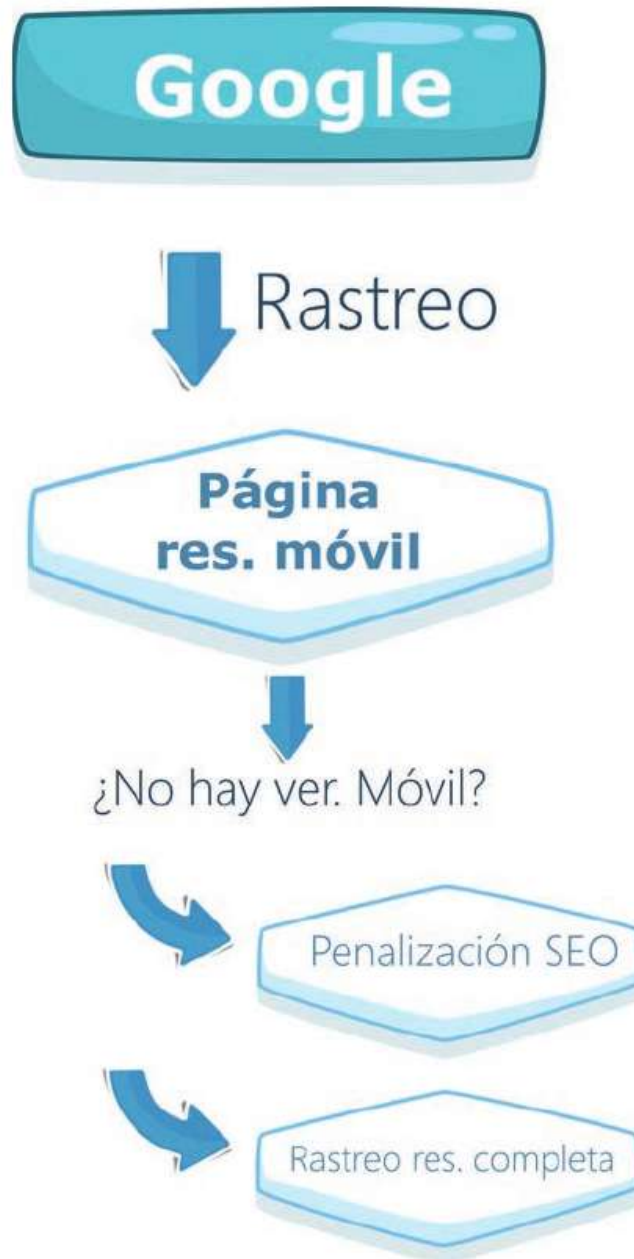 Google
Rastreo
Página
res. móvil
¿No hay ver. Móvil?
Penalización SEO
Rastreo res. completa